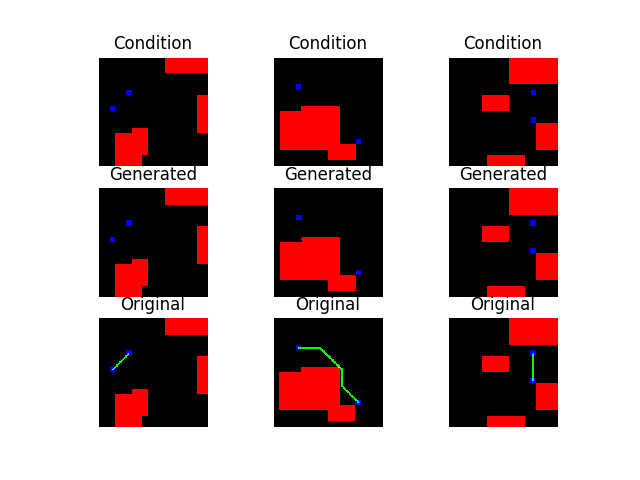 Condition Condition Condition
Generated Generated Generated
Original Original Original